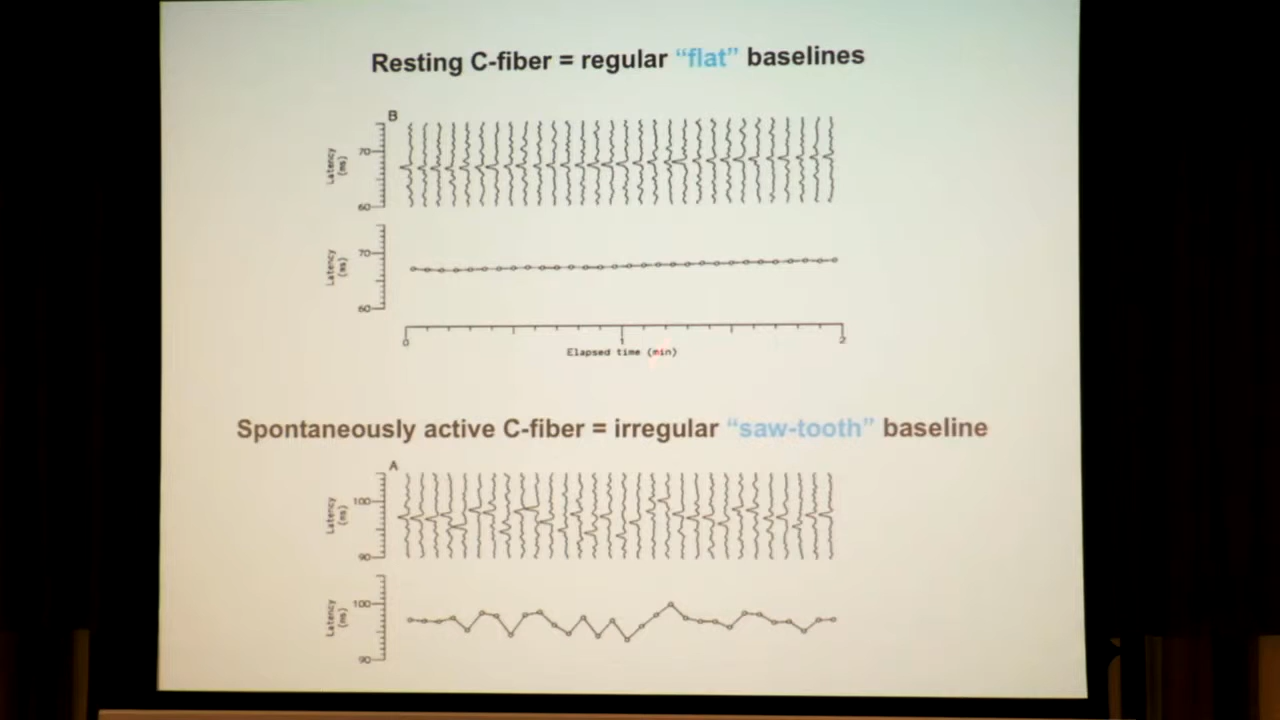 Resting C-fiber = regular “flat” baselines
B
Latency
(ms)
70
60
Latency
(ms)
70
60
0
1
2
Elapsed time (min)
Spontaneously active C-fiber = irregular “saw-tooth” baseline
A
Latency
(ms)
100
90
Latency
(ms)
100
90